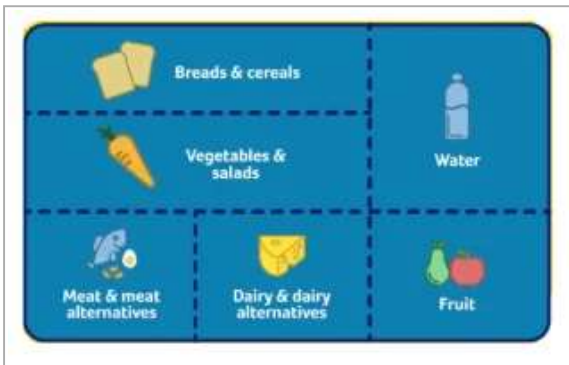 Breads & cereals
Water
Vegetables &
salads
Meat & meat
alternatives
Dairy & dairy
alternatives
Fruit